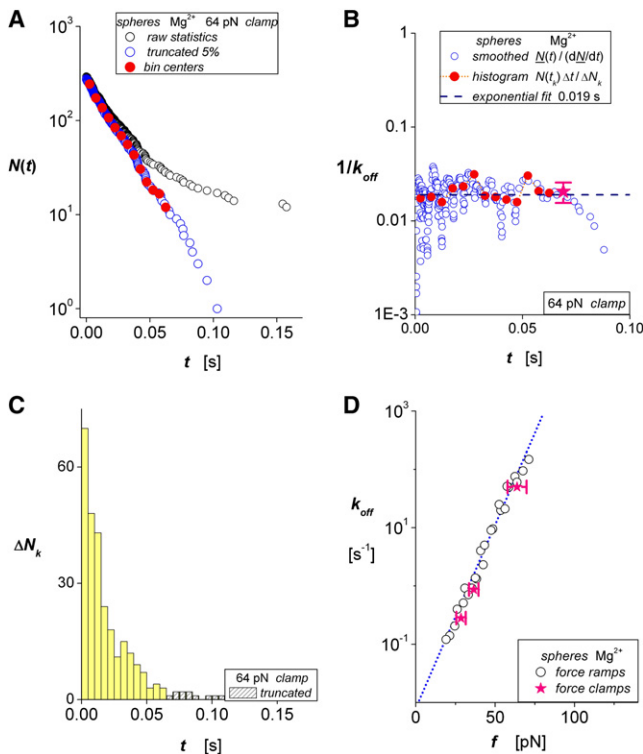 A
spheres Mg²⁺ 64 pN clamp
raw statistics
truncated 5%
bin centers
10³
10²
10¹
10⁰
N(t)
0.00 0.05 0.10 0.15
t [s]
B
spheres Mg²⁺
smoothed N(t)/(dN/dt)
histogram N(tₖ)Δt/ΔNₖ
exponential fit 0.019 s
1
0.1
0.01
1E-3
1/k_off
64 pN clamp
0.00 0.05 0.10
t [s]
C
60
30
0
ΔNₖ
64 pN clamp
truncated
0.00 0.05 0.10 0.15
t [s]
D
10³
10¹
10⁻¹
k_off
[s⁻¹]
spheres Mg²⁺
force ramps
force clamps
0 50 100
f [pN]